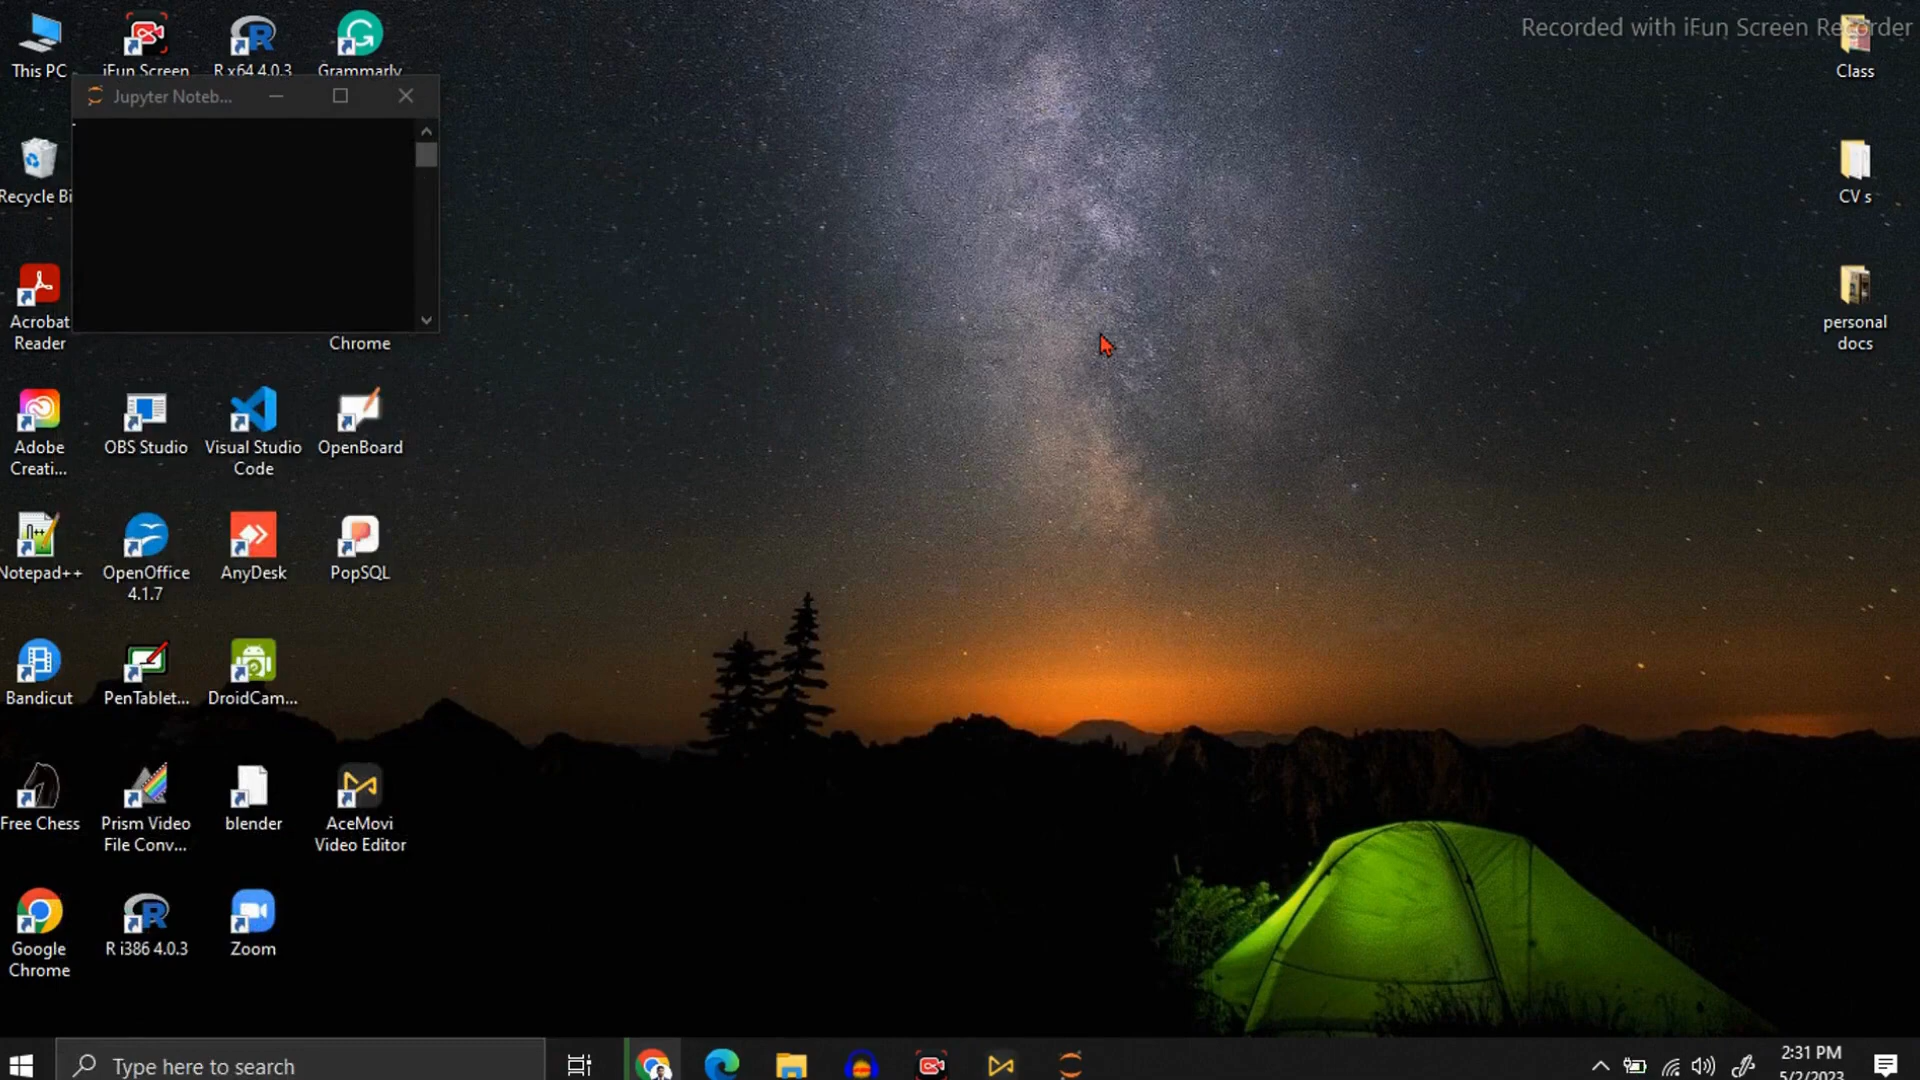 Recorded with iFun Screen Recorder
This PC
iFun Screen
R x64 4.0.3
Grammarly
Class
Jupyter Noteb...
Recycle Bi
CV s
Acrobat
Reader
Chrome
personal
docs
Adobe
Creati...
OBS Studio
Visual Studio
Code
OpenBoard
Notepad++
OpenOffice
4.1.7
AnyDesk
PopSQL
Bandicut
PenTablet...
DroidCam...
Free Chess
Prism Video
File Conv...
blender
AceMovi
Video Editor
Google
Chrome
R i386 4.0.3
Zoom
Type here to search
2:31 PM
5/2/2023